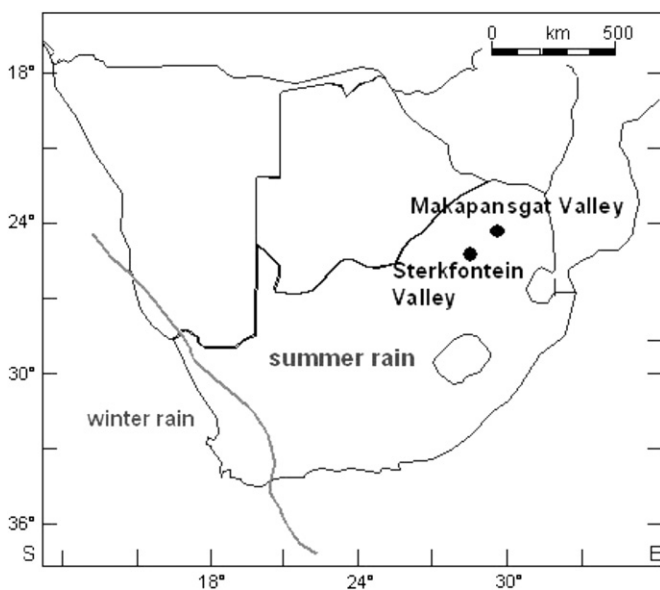 0 km 500
18°
Makapansgat Valley
24°
Sterkfontein
Valley
summer rain
30°
winter rain
36°
S E
18° 24° 30°